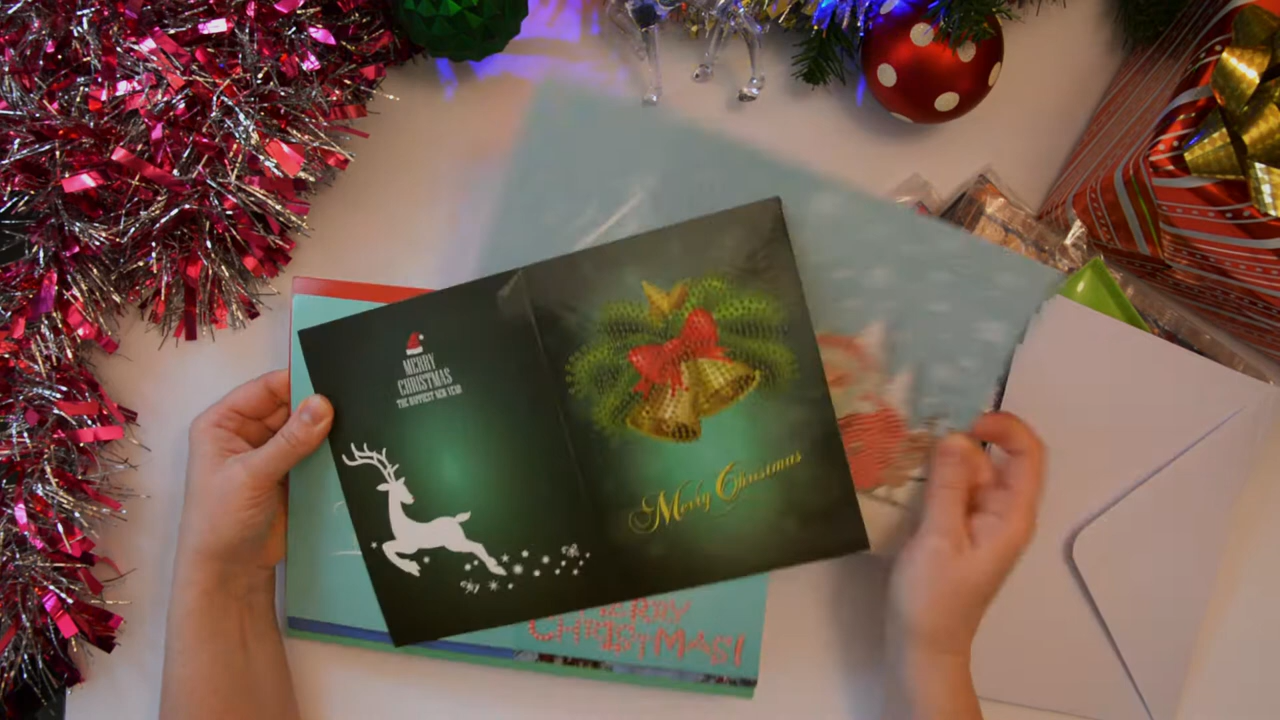 MERRY
CHRISTMAS
THE HAPPIEST NEW YEAR
Merry Christmas
MERRY
CHRISTMAS!